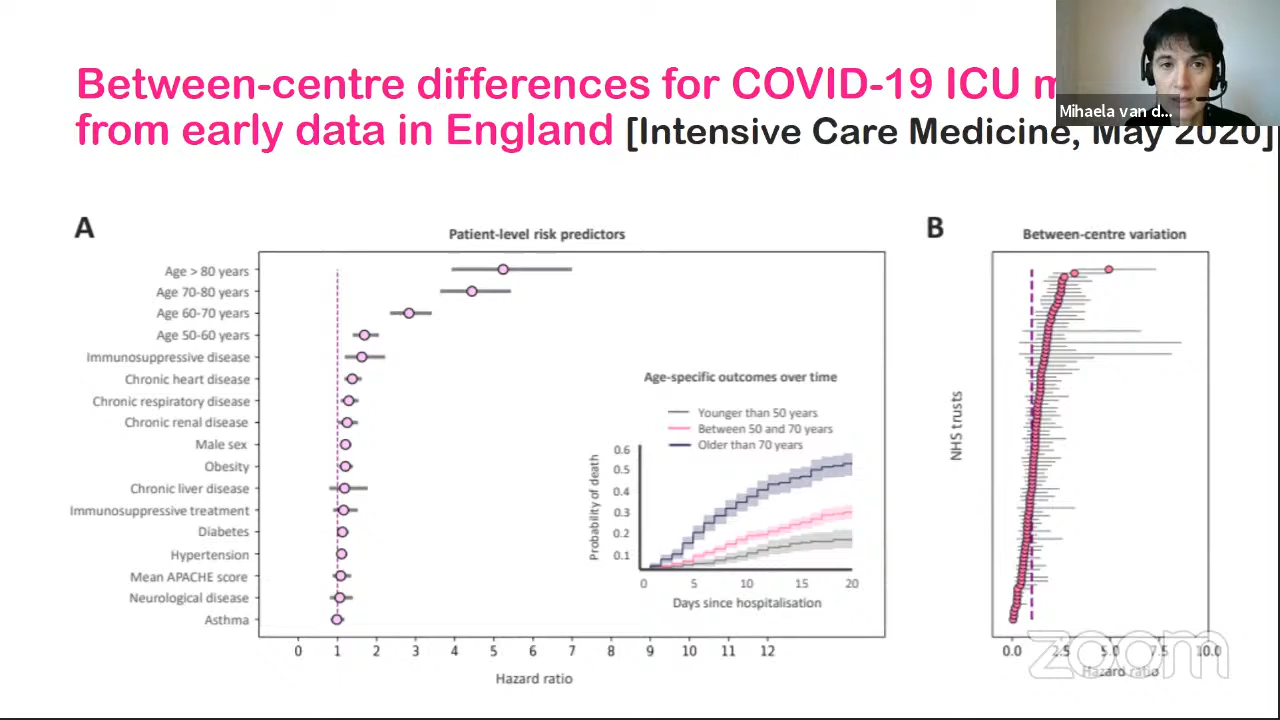 Between-centre differences for COVID-19 ICU m
from early data in England [Intensive Care Medicine, May 2020]
Mihaela van d...
A
Patient-level risk predictors
Age > 80 years
Age 70-80 years
Age 60-70 years
Age 50-60 years
Immunosuppressive disease
Chronic heart disease
Chronic respiratory disease
Chronic renal disease
Male sex
Obesity
Chronic liver disease
Immunosuppressive treatment
Diabetes
Hypertension
Mean APACHE score
Neurological disease
Asthma
0 1 2 3 4 5 6 7 8 9 10 11 12
Hazard ratio
Age-specific outcomes over time
Younger than 50 years
Between 50 and 70 years
Older than 70 years
Probability of death
0.6
0.5
0.4
0.3
0.2
0.1
0 5 10 15 20
Days since hospitalisation
B
Between-centre variation
NHS trusts
0.0 2.5 5.0 7.5 10.0
Hazard ratio
zoom